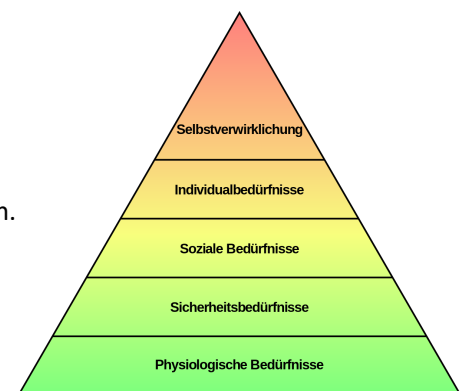 Selbstverwirklichung
Individualbedürfnisse
n.
Soziale Bedürfnisse
Sicherheitsbedürfnisse
Physiologische Bedürfnisse